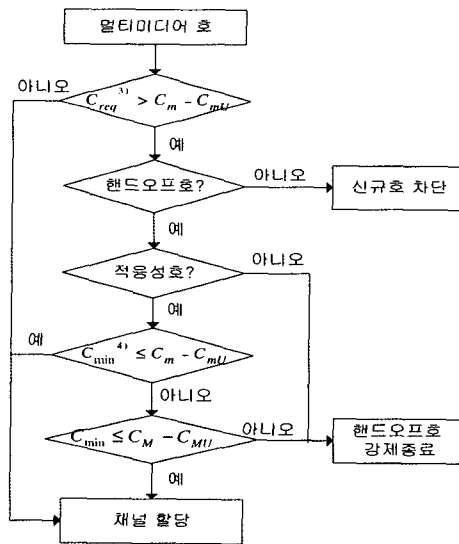 멀티미디어 호
아니오
C_req^3) > C_m - C_mU
예
핸드오프호?
아니오
신규호 차단
예
적응성호?
아니오
예
예
C_min^4) ≤ C_m - C_mU
아니오
C_min ≤ C_M - C_MU
아니오
핸드오프호
강제종료
예
채널 할당